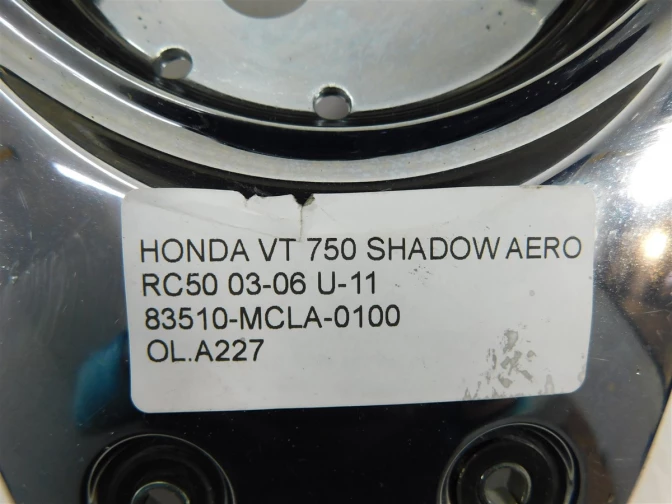 HONDA VT 750 SHADOW AERO
RC50 03-06 U-11
83510-MCLA-0100
OL.A227